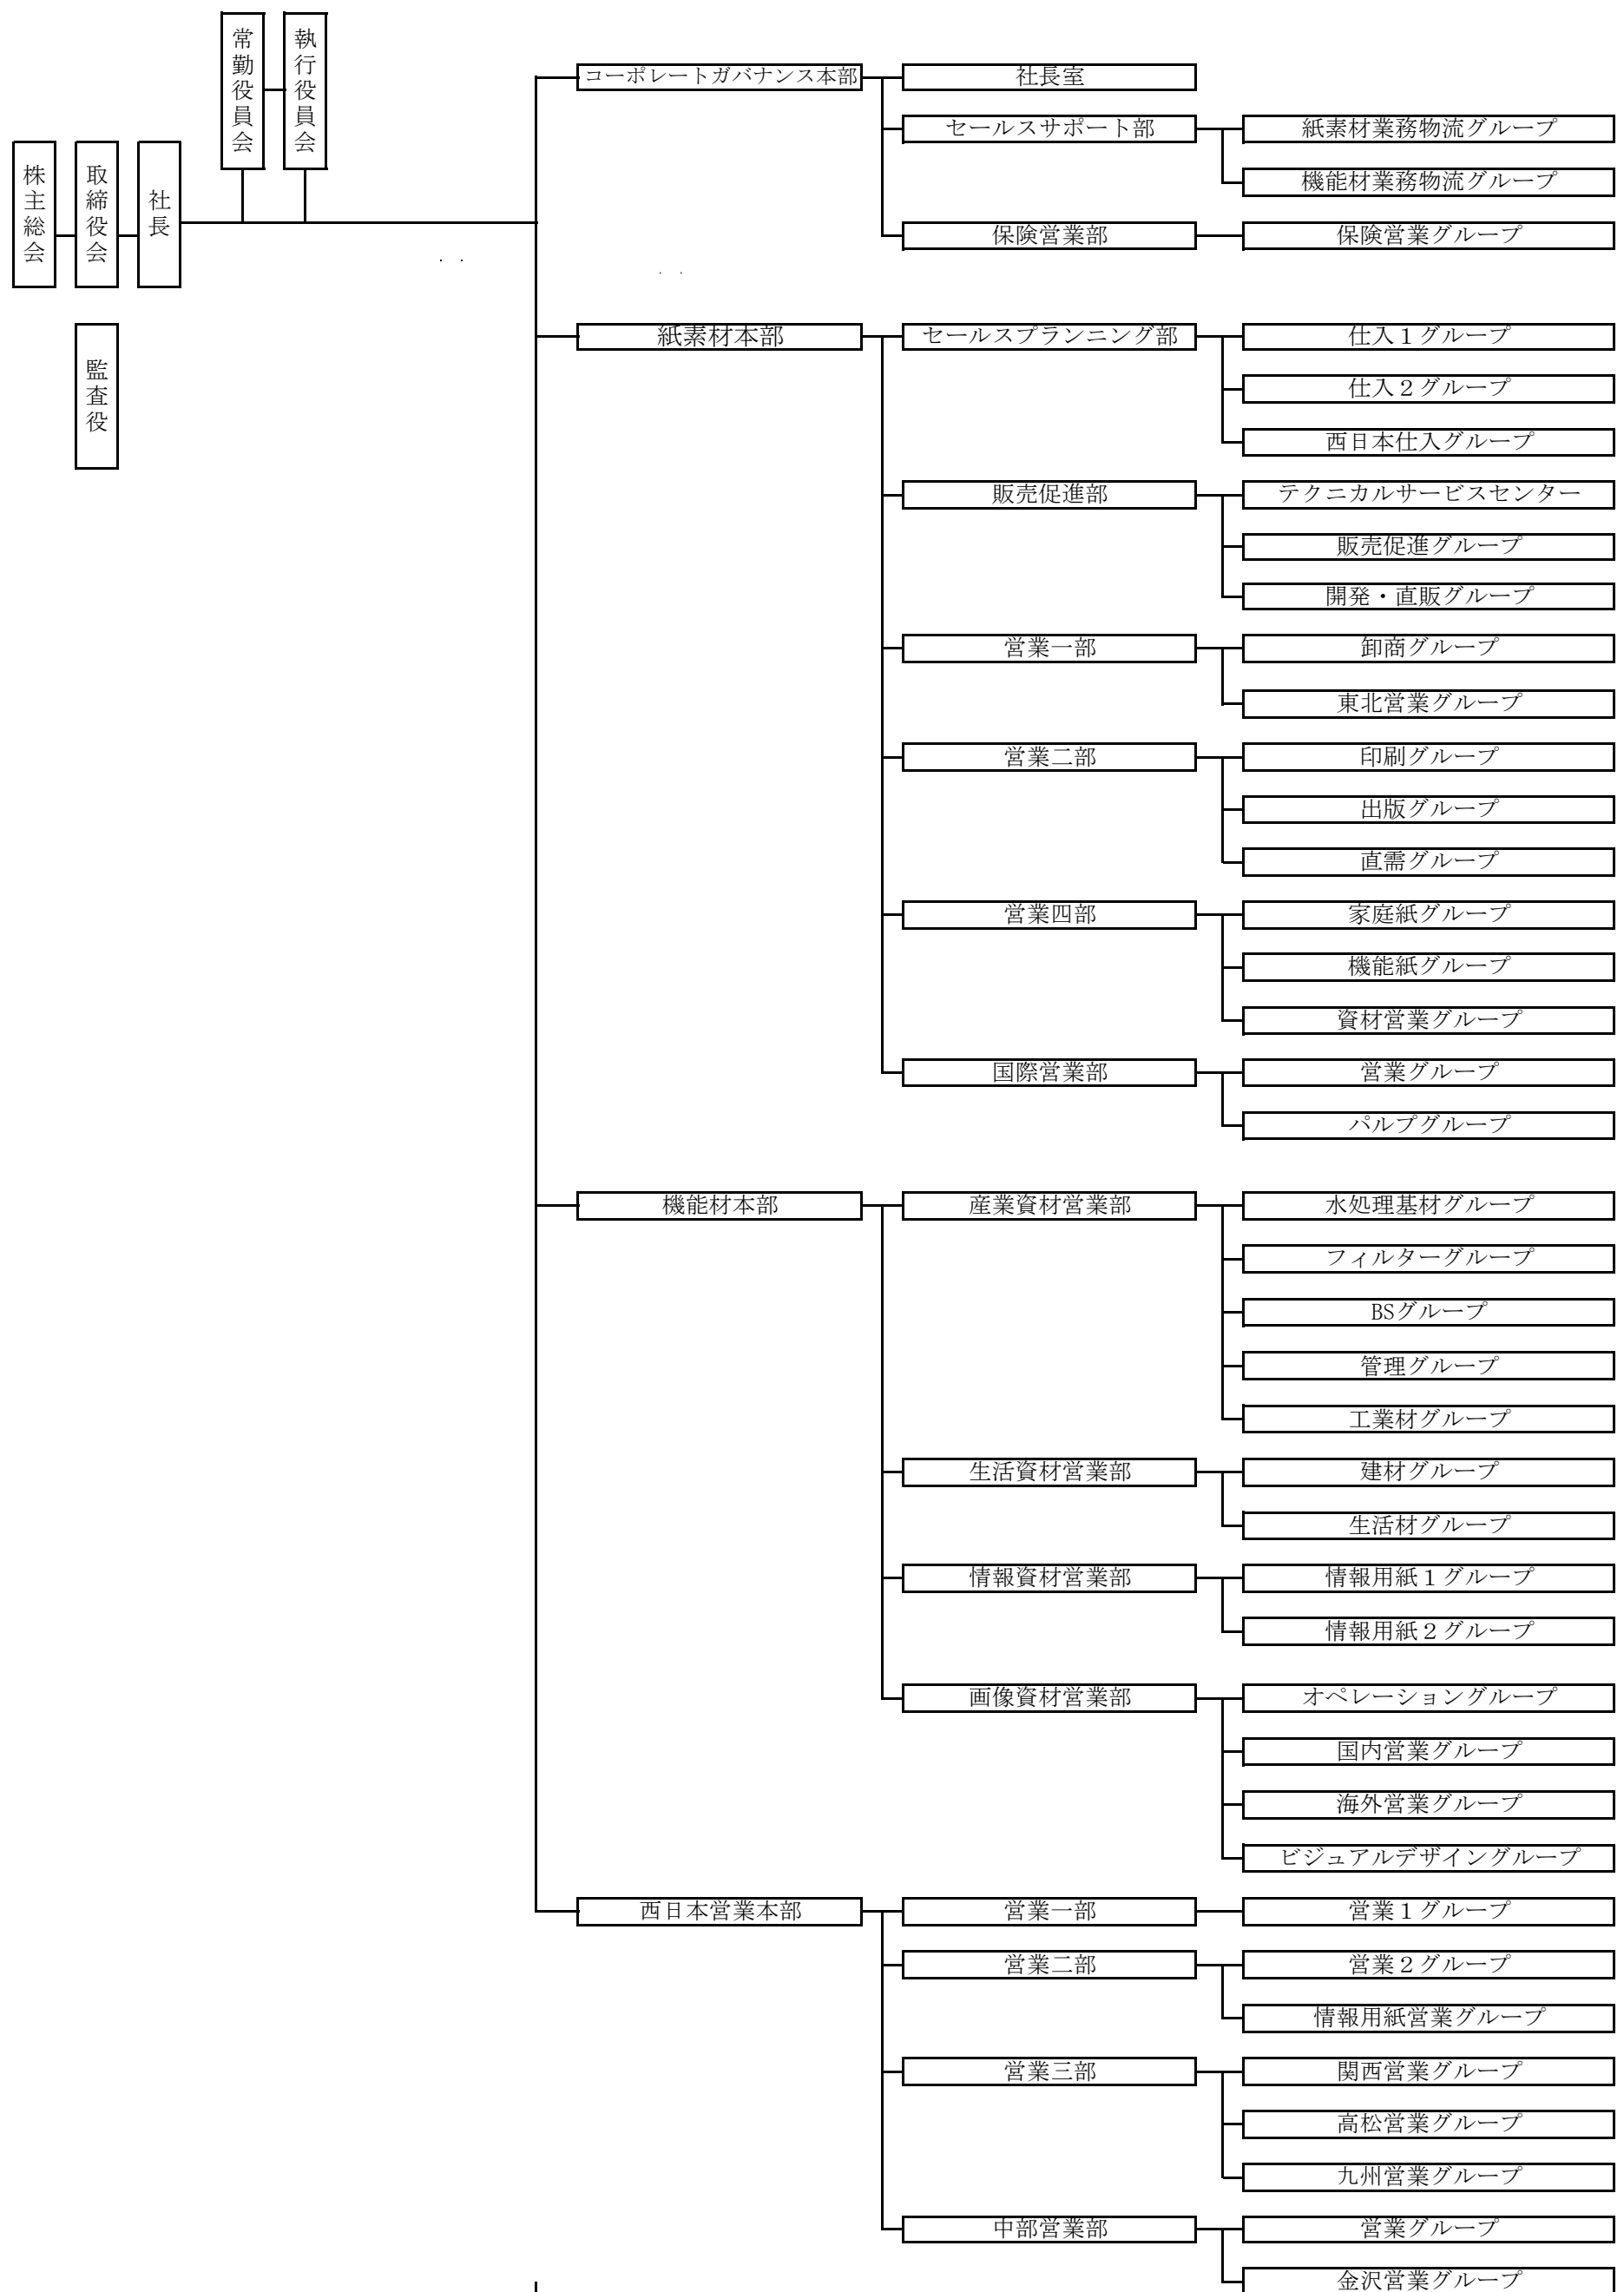 株主総会
取締役会
社長
常勤役員会
執行役員会
監査役
コーポレートガバナンス本部
社長室
セールスサポート部
紙素材業務物流グループ
機能材業務物流グループ
保険営業部
保険営業グループ
紙素材本部
セールスプランニング部
仕入１グループ
仕入２グループ
西日本仕入グループ
販売促進部
テクニカルサービスセンター
販売促進グループ
開発・直販グループ
営業一部
卸商グループ
東北営業グループ
営業二部
印刷グループ
出版グループ
直需グループ
営業四部
家庭紙グループ
機能紙グループ
資材営業グループ
国際営業部
営業グループ
パルプグループ
機能材本部
産業資材営業部
水処理基材グループ
フィルターグループ
BSグループ
管理グループ
工業材グループ
生活資材営業部
建材グループ
生活材グループ
情報資材営業部
情報用紙１グループ
情報用紙２グループ
画像資材営業部
オペレーショングループ
国内営業グループ
海外営業グループ
ビジュアルデザイングループ
西日本営業本部
営業一部
営業１グループ
営業二部
営業２グループ
情報用紙営業グループ
営業三部
関西営業グループ
高松営業グループ
九州営業グループ
中部営業部
営業グループ
金沢営業グループ